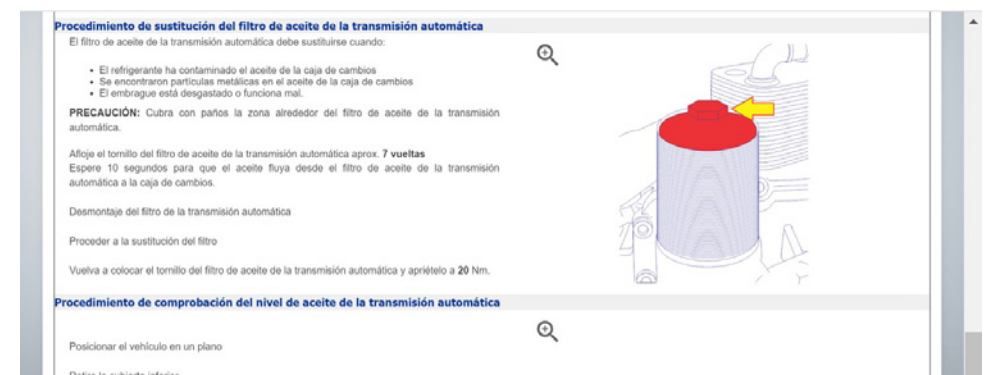 Procedimiento de sustitución del filtro de aceite de la transmisión automática
El filtro de aceite de la transmisión automática debe sustituirse cuando:
• El refrigerante ha contaminado el aceite de la caja de cambios
• Se encontraron partículas metálicas en el aceite de la caja de cambios
• El embrague está desgastado o funciona mal.
PRECAUCIÓN: Cubra con paños la zona alrededor del filtro de aceite de la transmisión
automática.
Afloje el tornillo del filtro de aceite de la transmisión automática aprox. 7 vueltas
Espere 10 segundos para que el aceite fluya desde el filtro de aceite de la transmisión
automática a la caja de cambios.
Desmontaje del filtro de la transmisión automática
Proceder a la sustitución del filtro
Vuelva a colocar el tornillo del filtro de aceite de la transmisión automática y apriételo a 20 Nm.
Procedimiento de comprobación del nivel de aceite de la transmisión automática
Posicionar el vehículo en un plano